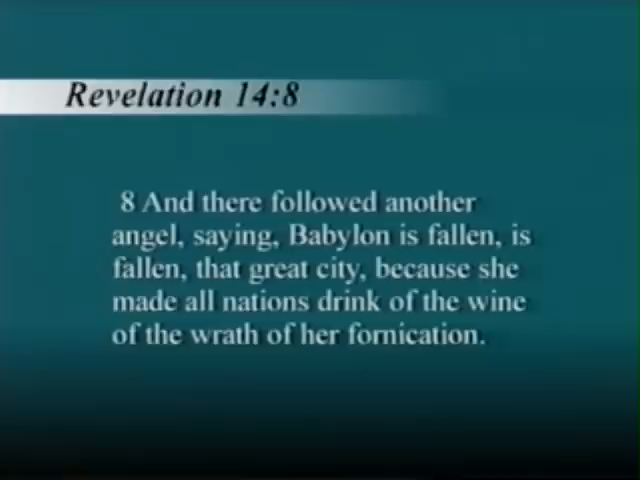 Revelation 14:8
8 And there followed another
angel, saying, Babylon is fallen, is
fallen, that great city, because she
made all nations drink of the wine
of the wrath of her fornication.